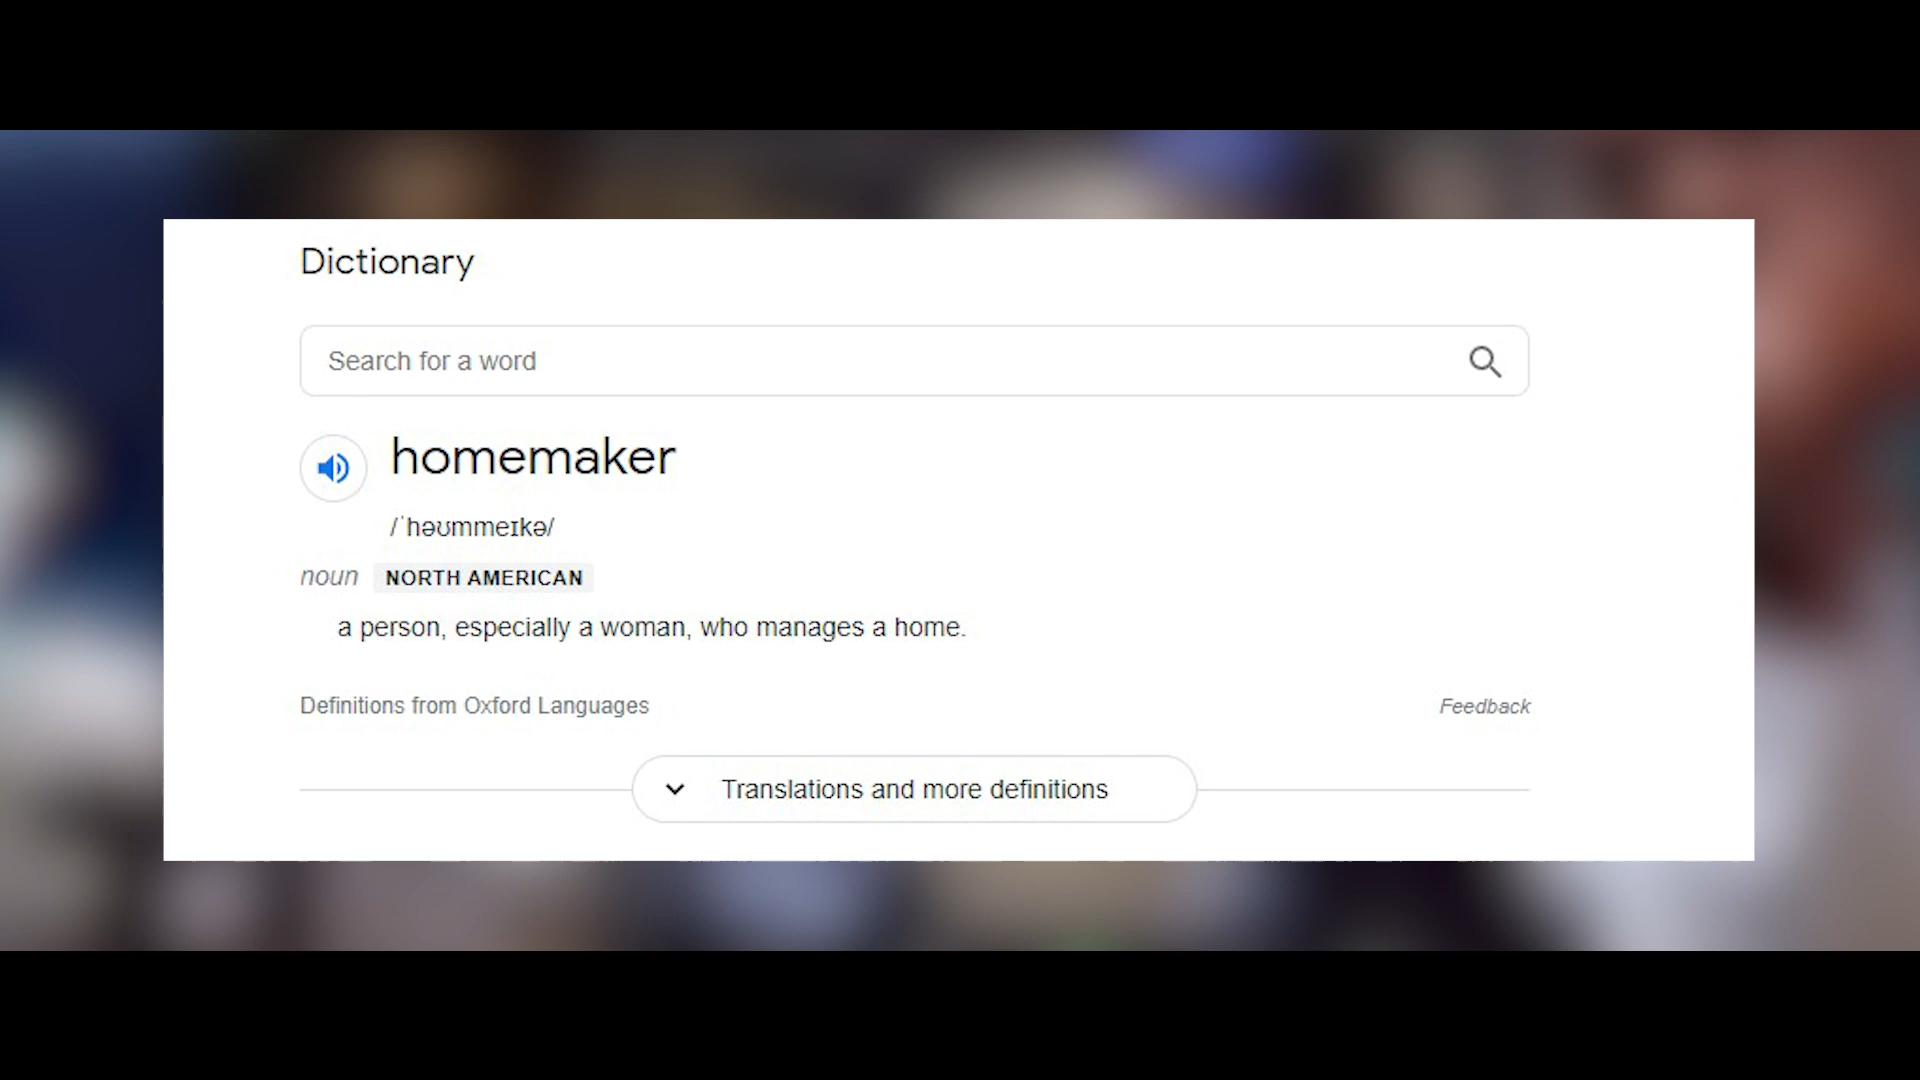 Dictionary
Search for a word
homemaker
/ˈhəʊmmeɪkə/
noun NORTH AMERICAN
a person, especially a woman, who manages a home.
Definitions from Oxford Languages Feedback
Translations and more definitions